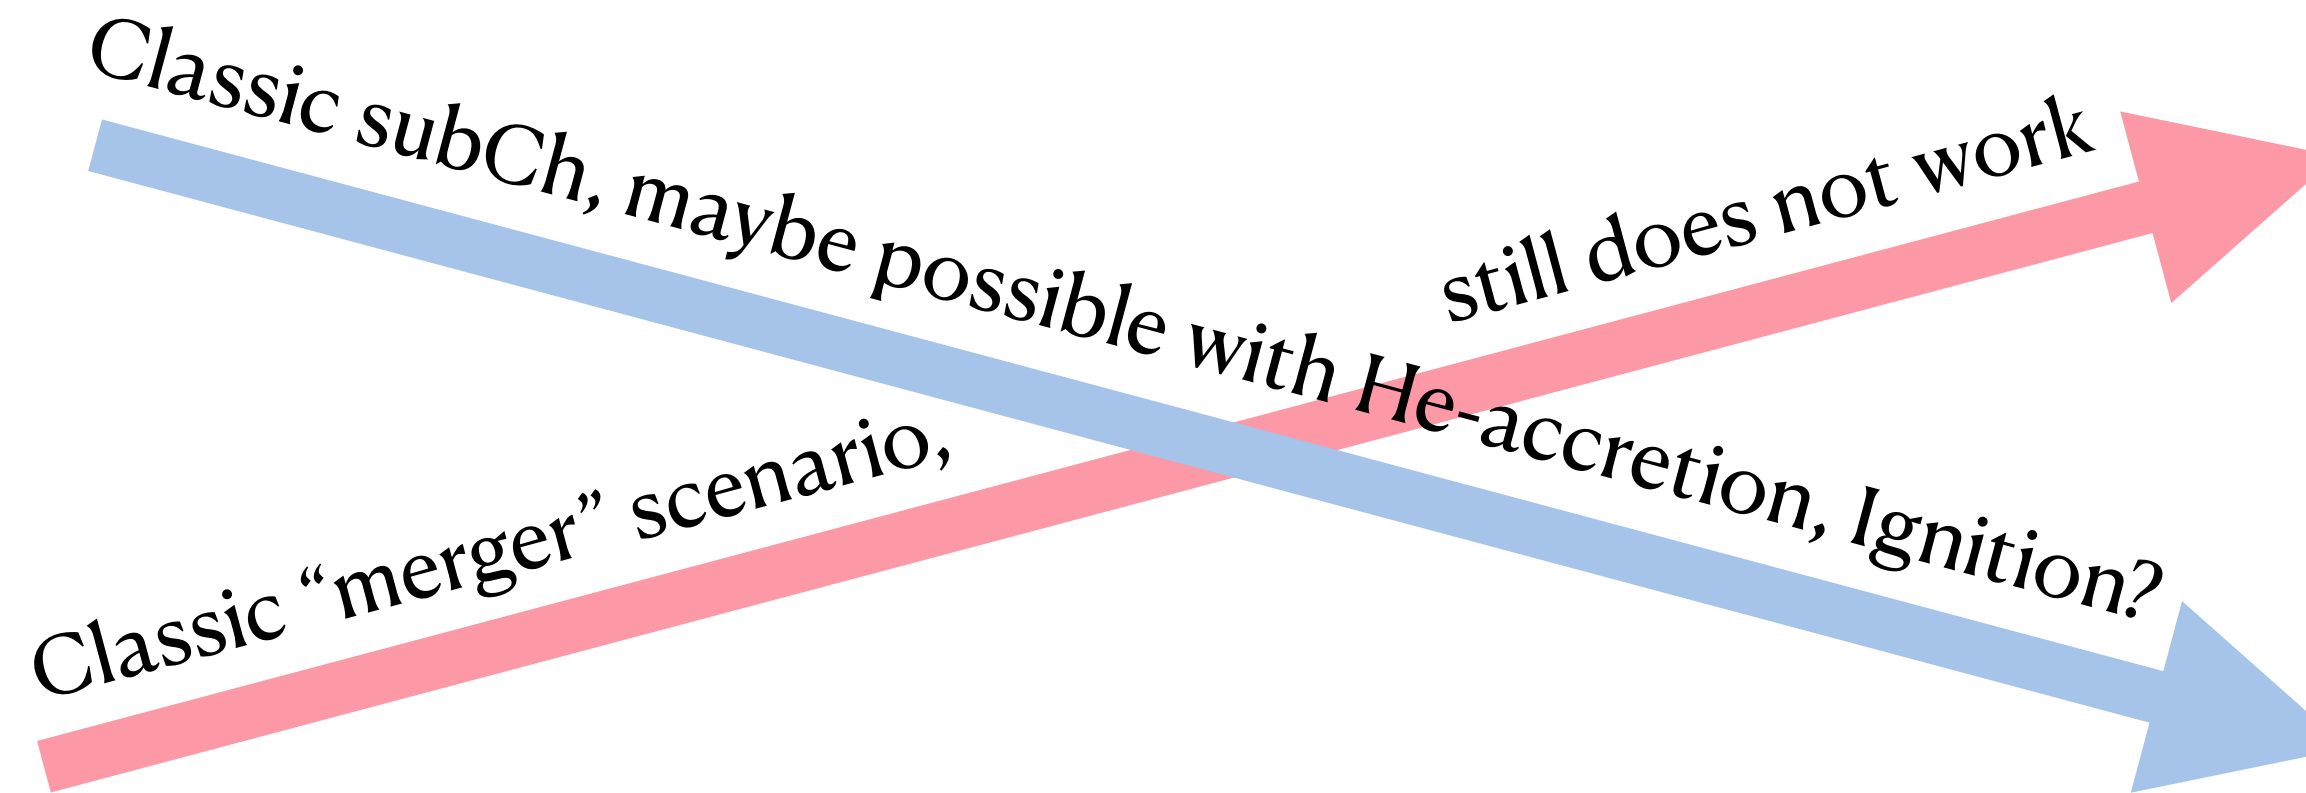 Classic subCh, maybe possible with He-accretion, Ignition?
Classic “merger” scenario, still does not work